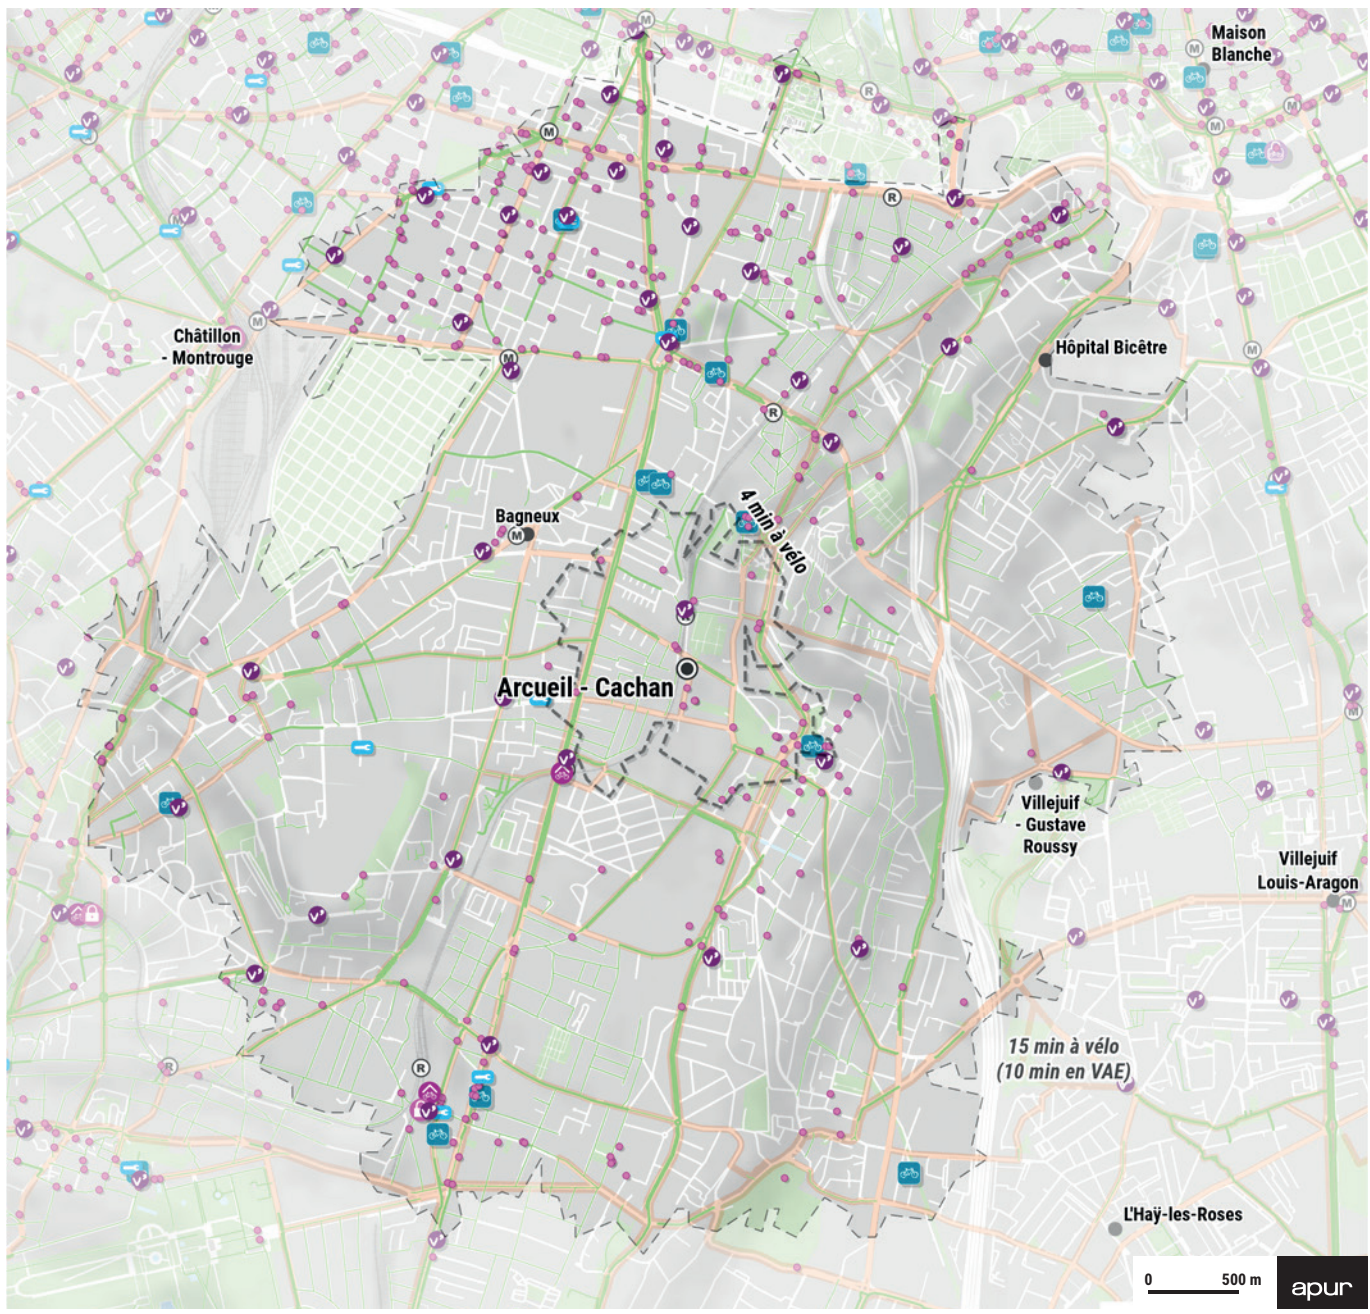 Maison
Blanche
M
M
M
M
M
R
M
M
R
Châtillon
- Montrouge
M
M
M
Hôpital Bicêtre
R
4 min à vélo
Bagneux
M
Arcueil - Cachan
M
Villejuif
- Gustave
Roussy
Villejuif
Louis-Aragon
M
15 min à vélo
(10 min en VAE)
R
R
L'Haÿ-les-Roses
0 500 m
apur